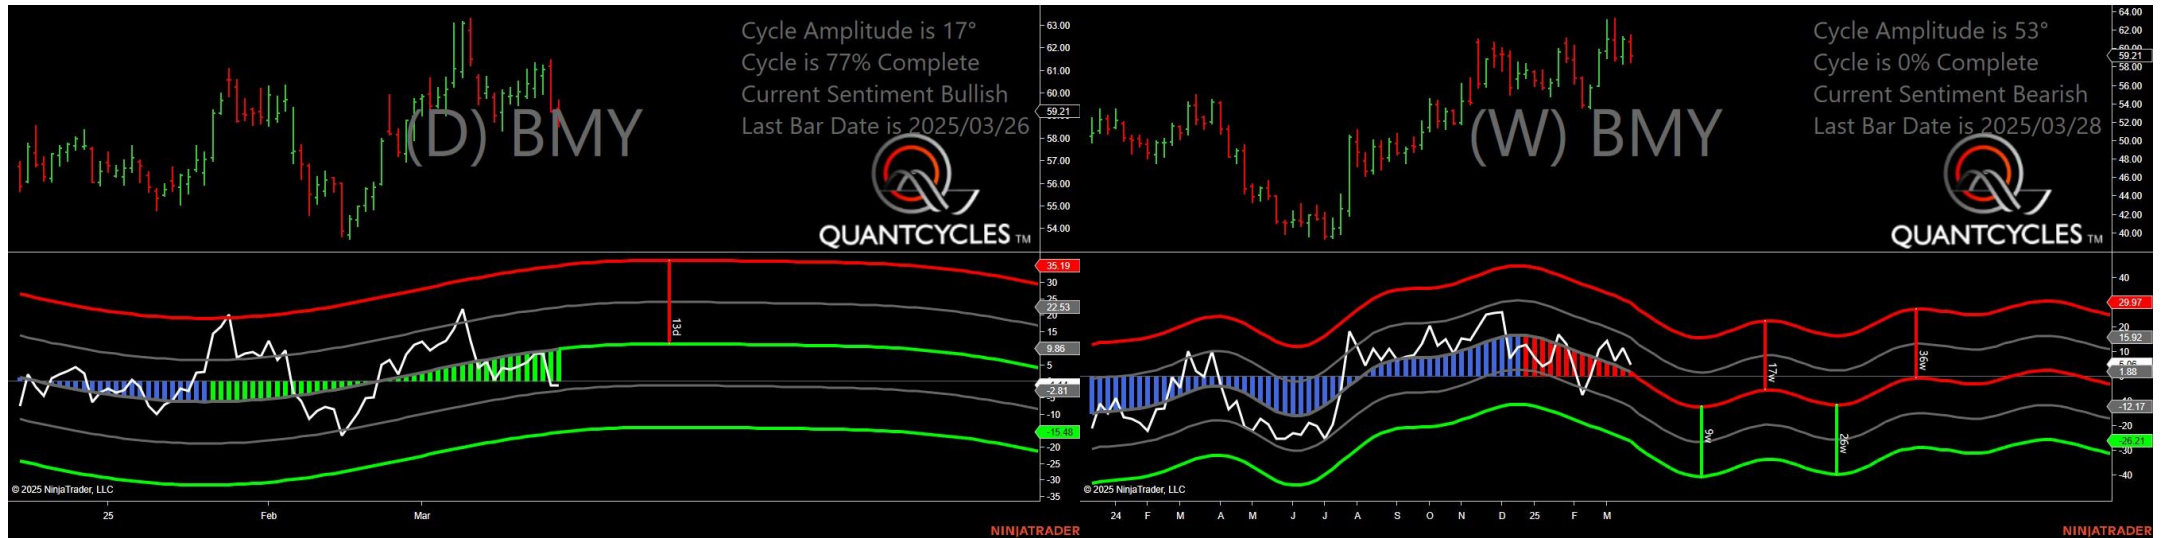 Cycle Amplitude is 17°
Cycle is 77% Complete
Current Sentiment Bullish
Last Bar Date is 2025/03/26
(D) BMY
QUANTCYCLES TM
63.00
62.00
61.00
60.00
59.21
58.00
57.00
56.00
55.00
54.00
35.19
30
25
22.53
20
15
9.86
5
-2.81
-5
-10
-15.48
-20
-25
-30
-35
13d
© 2025 NinjaTrader, LLC
25 Feb Mar
NINJATRADER
Cycle Amplitude is 53°
Cycle is 0% Complete
Current Sentiment Bearish
Last Bar Date is 2025/03/28
(W) BMY
QUANTCYCLES TM
64.00
62.00
60.00
59.21
58.00
56.00
54.00
52.00
50.00
48.00
46.00
44.00
42.00
40.00
40
29.97
20
15.92
10
1.88
-12.17
-20
-26.21
-30
-40
9w
17w
26w
36w
© 2025 NinjaTrader, LLC
24 F M A M J J A S O N D 25 F M
NINJATRADER